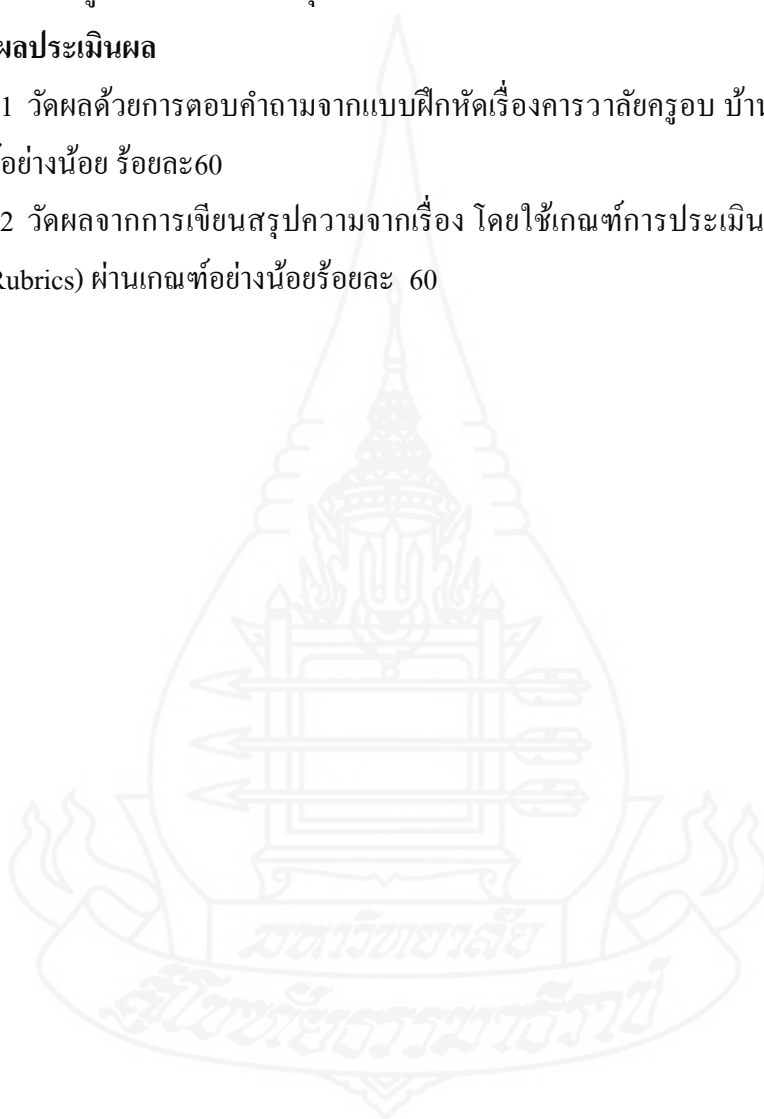 ผลประเมินผล
1 วัดผลด้วยการตอบคำถามจากแบบฝึกหัดเรื่องคารวาลัยครูอบ บ้าน
อย่างน้อย ร้อยละ60
2 วัดผลจากการเขียนสรุปความจากเรื่อง โดยใช้เกณฑ์การประเมิน
Rubrics) ผ่านเกณฑ์อย่างน้อยร้อยละ 60
มหาวิทยาลัย
สุโขทัยธรรมาธิราช